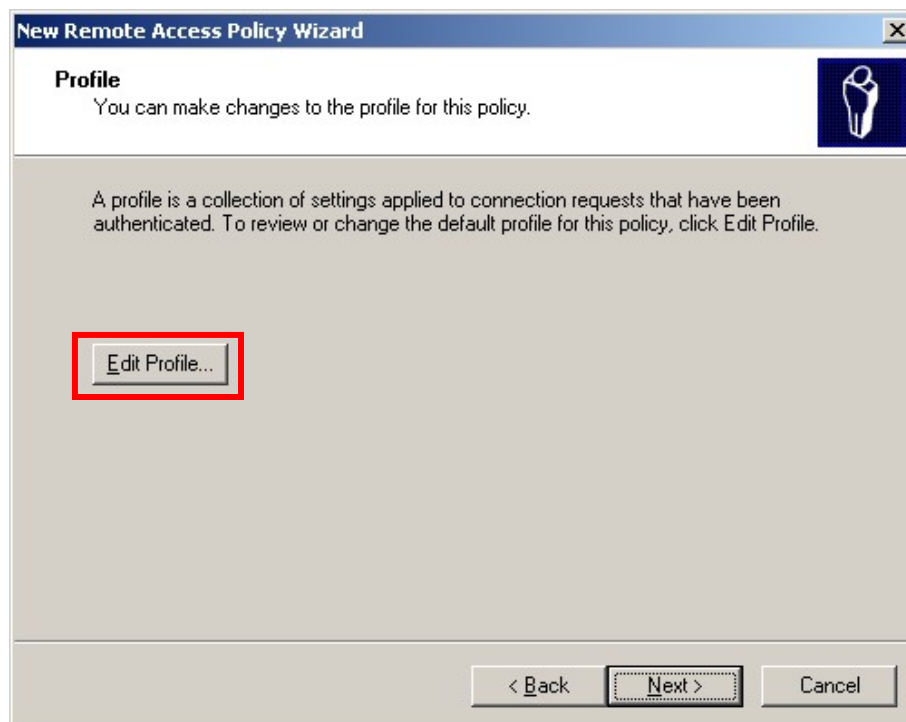 New Remote Access Policy Wizard
Profile
You can make changes to the profile for this policy.
A profile is a collection of settings applied to connection requests that have been
authenticated. To review or change the default profile for this policy, click Edit Profile.
Edit Profile...
< Back
Next >
Cancel